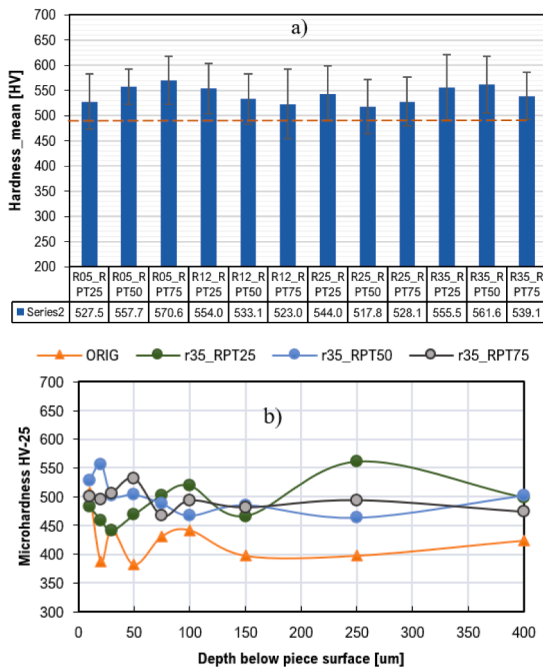 a)
Hardness_mean [HV]
700
650
600
550
500
450
400
350
300
250
200
R05_R R05_R R05_R R12_R R12_R R12_R R25_R R25_R R25_R R35_R R35_R R35_R
PT25 PT50 PT75 PT25 PT50 PT75 PT25 PT50 PT75 PT25 PT50 PT75
Series2 527.5 557.7 570.6 554.0 533.1 523.0 544.0 517.8 528.1 555.5 561.6 539.1
ORIG r35_RPT25 r35_RPT50 r35_RPT75
b)
Microhardness HV-25
700
650
600
550
500
450
400
350
300
0 50 100 150 200 250 300 350 400
Depth below piece surface [um]